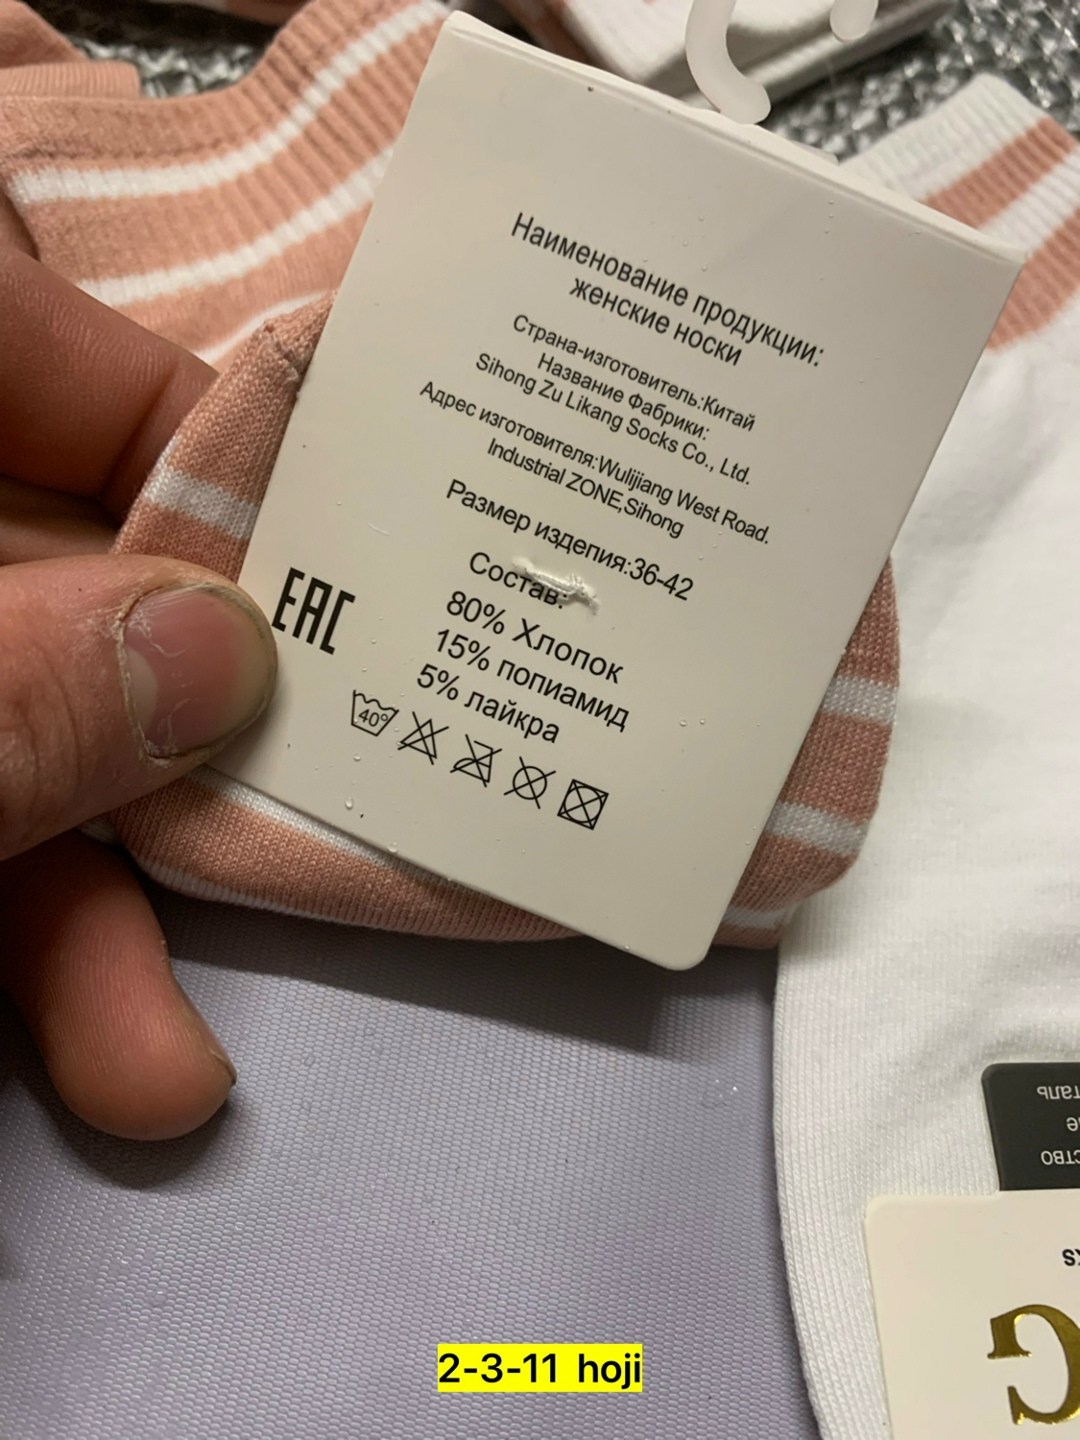 Наименование продукции:
женские носки
Страна-изготовитель:Китай
Название Фабрики:
Sihong Zu Likang Socks Co., Ltd.
Адрес изготовителя:Wulijiang West Road.
Industrial ZONE,Sihong
Размер издепия:36-42
Состав:
80% Хлопок
15% попиамид
5% лайкра
EAC
40°
G
2-3-11 hoji